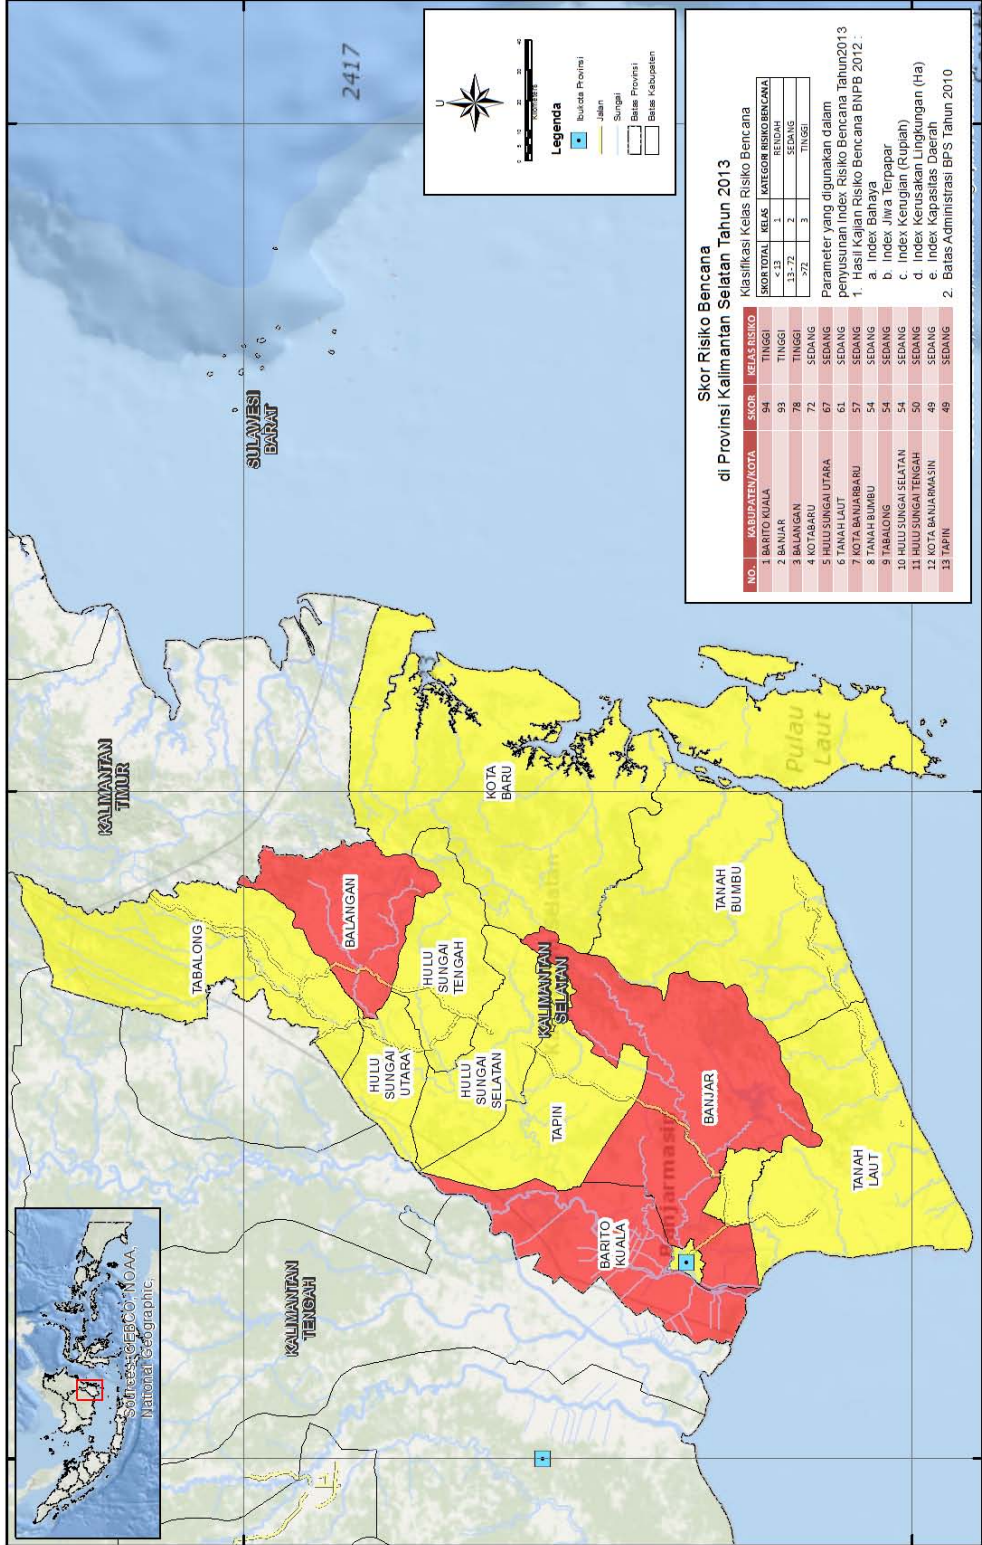 2417
U
0 5 10 20 30 40
Kilometers
Legenda
Ibukota Provinsi
Jalan
Sungai
Batas Provinsi
Batas Kabupaten
SULAWESI
BARAT
KALIMANTAN
TIMUR
KOTA
BARU
Pulau
Laut
TABALONG
BALANGAN
HULU
SUNGAI
TENGAH
HULU
SUNGAI
UTARA
HULU
SUNGAI
SELATAN
KALIMANTAN
SELATAN
TANAH
BUMBU
TAPIN
BANJAR
Banjarmasin
BARITO
KUALA
TANAH
LAUT
KALIMANTAN
TENGAH
Sources: GEBCO, NOAA,
National Geographic,
Skor Risiko Bencana
di Provinsi Kalimantan Selatan Tahun 2013
NO. KABUPATEN/KOTA SKOR KELAS RISIKO
1 BARITO KUALA 94 TINGGI
2 BANJAR 93 TINGGI
3 BALANGAN 78 TINGGI
4 KOTABARU 72 SEDANG
5 HULU SUNGAI UTARA 67 SEDANG
6 TANAH LAUT 61 SEDANG
7 KOTA BANJARBARU 57 SEDANG
8 TANAH BUMBU 54 SEDANG
9 TABALONG 54 SEDANG
10 HULU SUNGAI SELATAN 54 SEDANG
11 HULU SUNGAI TENGAH 50 SEDANG
12 KOTA BANJARMASIN 49 SEDANG
13 TAPIN 49 SEDANG
Klasifikasi Kelas Risiko Bencana
SKOR TOTAL KELAS KATEGORI RISIKO BENCANA
< 13 1 RENDAH
13 - 72 2 SEDANG
>72 3 TINGGI
Parameter yang digunakan dalam
penyusunan Index Risiko Bencana Tahun2013
1. Hasil Kajian Risiko Bencana BNPB 2012 :
a. Index Bahaya
b. Index Jiwa Terpapar
c. Index Kerugian (Rupiah)
d. Index Kerusakan Lingkungan (Ha)
e. Index Kapasitas Daerah
2. Batas Administrasi BPS Tahun 2010